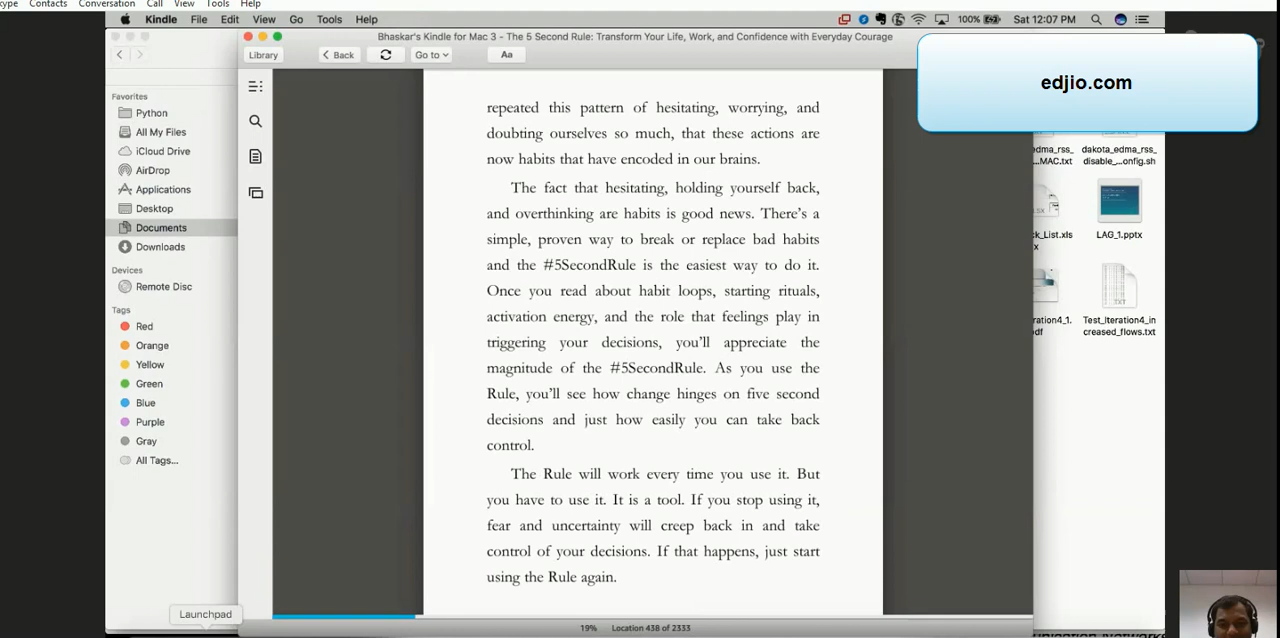 Contacts Conversation Call View Tools Help
Kindle File Edit View Go Tools Help
100% Sat 12:07 PM
Bhaskar's Kindle for Mac 3 - The 5 Second Rule: Transform Your Life, Work, and Confidence with Everyday Courage
Library Back Go to Aa
edjio.com
Favorites
Python
All My Files
iCloud Drive
AirDrop
Applications
Desktop
Documents
Downloads
Devices
Remote Disc
Tags
Red
Orange
Yellow
Green
Blue
Purple
Gray
All Tags...
Launchpad
repeated this pattern of hesitating, worrying, and
doubting ourselves so much, that these actions are
now habits that have encoded in our brains.
The fact that hesitating, holding yourself back,
and overthinking are habits is good news. There's a
simple, proven way to break or replace bad habits
and the #5SecondRule is the easiest way to do it.
Once you read about habit loops, starting rituals,
activation energy, and the role that feelings play in
triggering your decisions, you'll appreciate the
magnitude of the #5SecondRule. As you use the
Rule, you'll see how change hinges on five second
decisions and just how easily you can take back
control.
The Rule will work every time you use it. But
you have to use it. It is a tool. If you stop using it,
fear and uncertainty will creep back in and take
control of your decisions. If that happens, just start
using the Rule again.
19% Location 438 of 2333
dakota_edma_rss_
disable_...onfig.sh
LAG_1.pptx
Test_Iteration4_in
creased_flows.txt